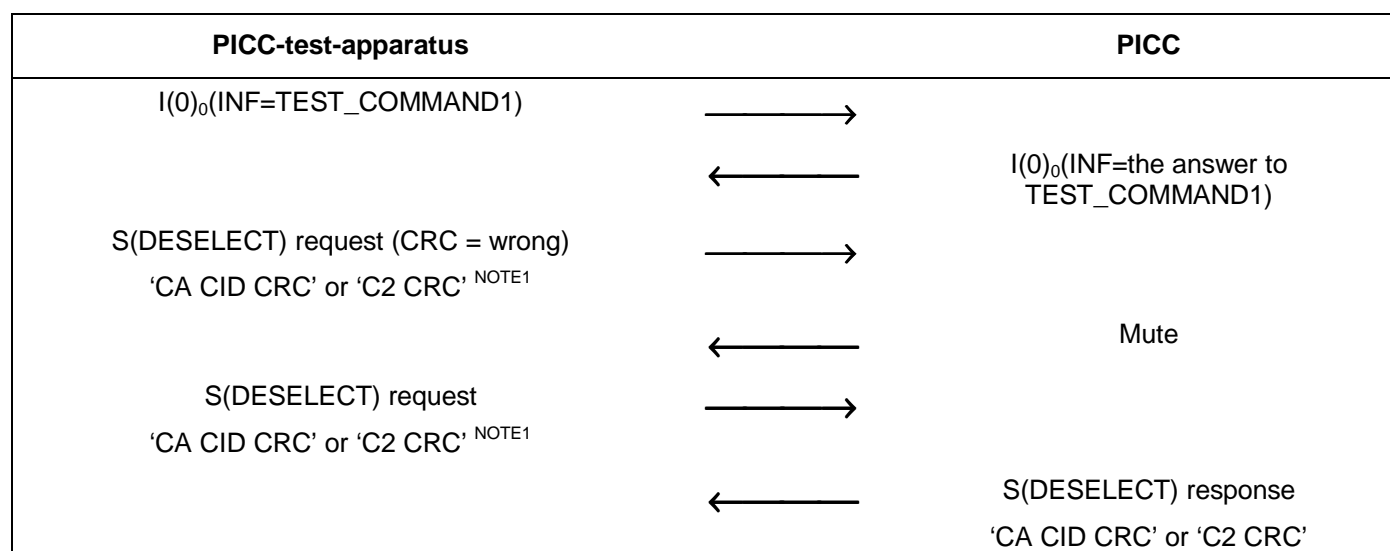 PICC-test-apparatus PICC
I(0)₀(INF=TEST_COMMAND1)
I(0)₀(INF=the answer to
TEST_COMMAND1)
S(DESELECT) request (CRC = wrong)
‘CA CID CRC’ or ‘C2 CRC’ NOTE1
Mute
S(DESELECT) request
‘CA CID CRC’ or ‘C2 CRC’ NOTE1
S(DESELECT) response
‘CA CID CRC’ or ‘C2 CRC’